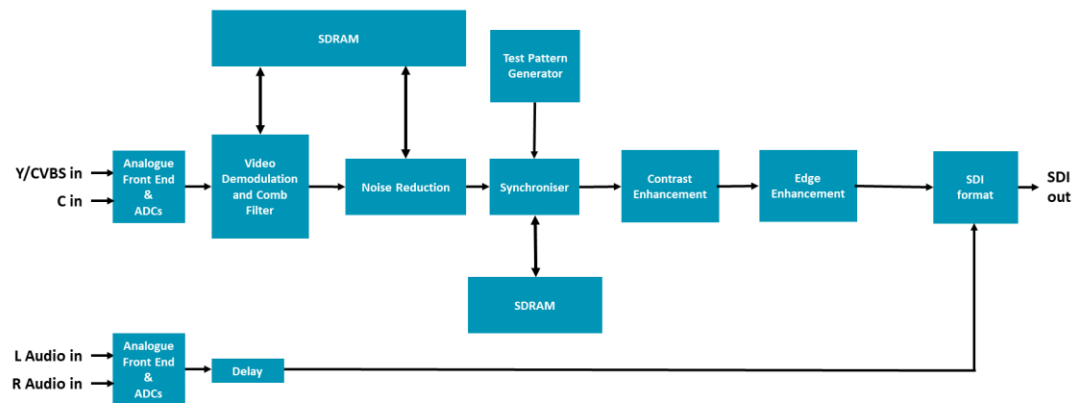 SDRAM
Test Pattern
Generator
Y/CVBS in
C in
Analogue
Front End
&
ADCs
Video
Demodulation
and Comb
Filter
Noise Reduction
Synchroniser
Contrast
Enhancement
Edge
Enhancement
SDI
format
SDI
out
SDRAM
L Audio in
R Audio in
Analogue
Front End
&
ADCs
Delay